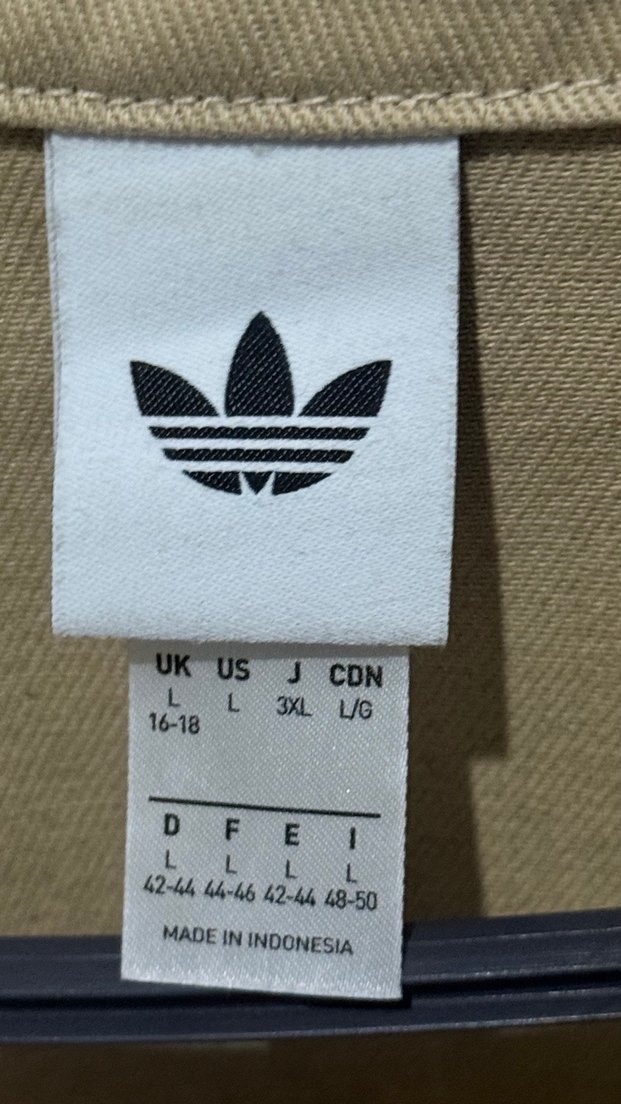 UK US J CDN
L L 3XL L/G
16-18
D F E I
L L L L
42-44 44-46 42-44 48-50
MADE IN INDONESIA